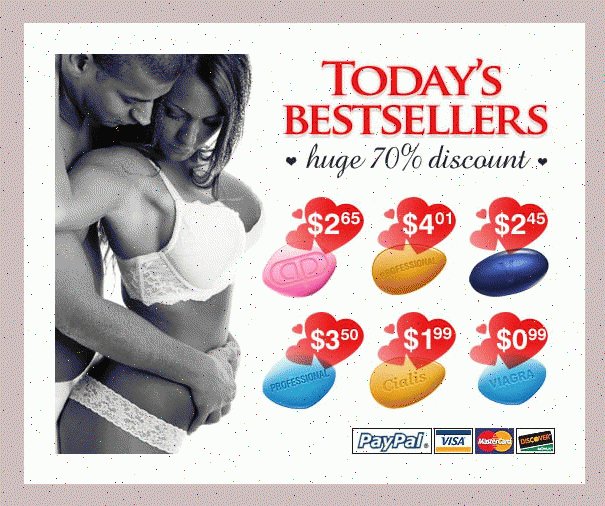 TODAY'S
BESTSELLERS
huge 70% discount
$2.65 $4.01 $2.45
PROFESSIONAL
$3.50 $1.99 $0.99
PROFESSIONAL Cialis VIAGRA
PayPal VISA MasterCard DISCOVER